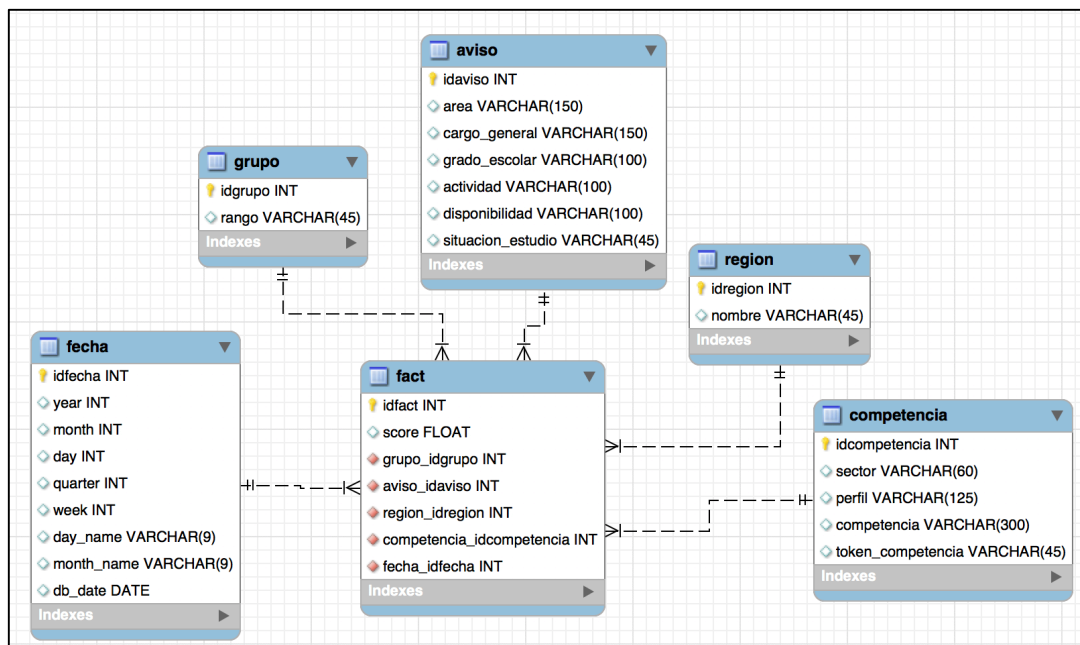 aviso
idaviso INT
area VARCHAR(150)
cargo_general VARCHAR(150)
grado_escolar VARCHAR(100)
actividad VARCHAR(100)
disponibilidad VARCHAR(100)
situacion_estudio VARCHAR(45)
Indexes
grupo
idgrupo INT
rango VARCHAR(45)
Indexes
region
idregion INT
nombre VARCHAR(45)
Indexes
fecha
idfecha INT
year INT
month INT
day INT
quarter INT
week INT
day_name VARCHAR(9)
month_name VARCHAR(9)
db_date DATE
Indexes
fact
idfact INT
score FLOAT
grupo_idgrupo INT
aviso_idaviso INT
region_idregion INT
competencia_idcompetencia INT
fecha_idfecha INT
Indexes
competencia
idcompetencia INT
sector VARCHAR(60)
perfil VARCHAR(125)
competencia VARCHAR(300)
token_competencia VARCHAR(45)
Indexes